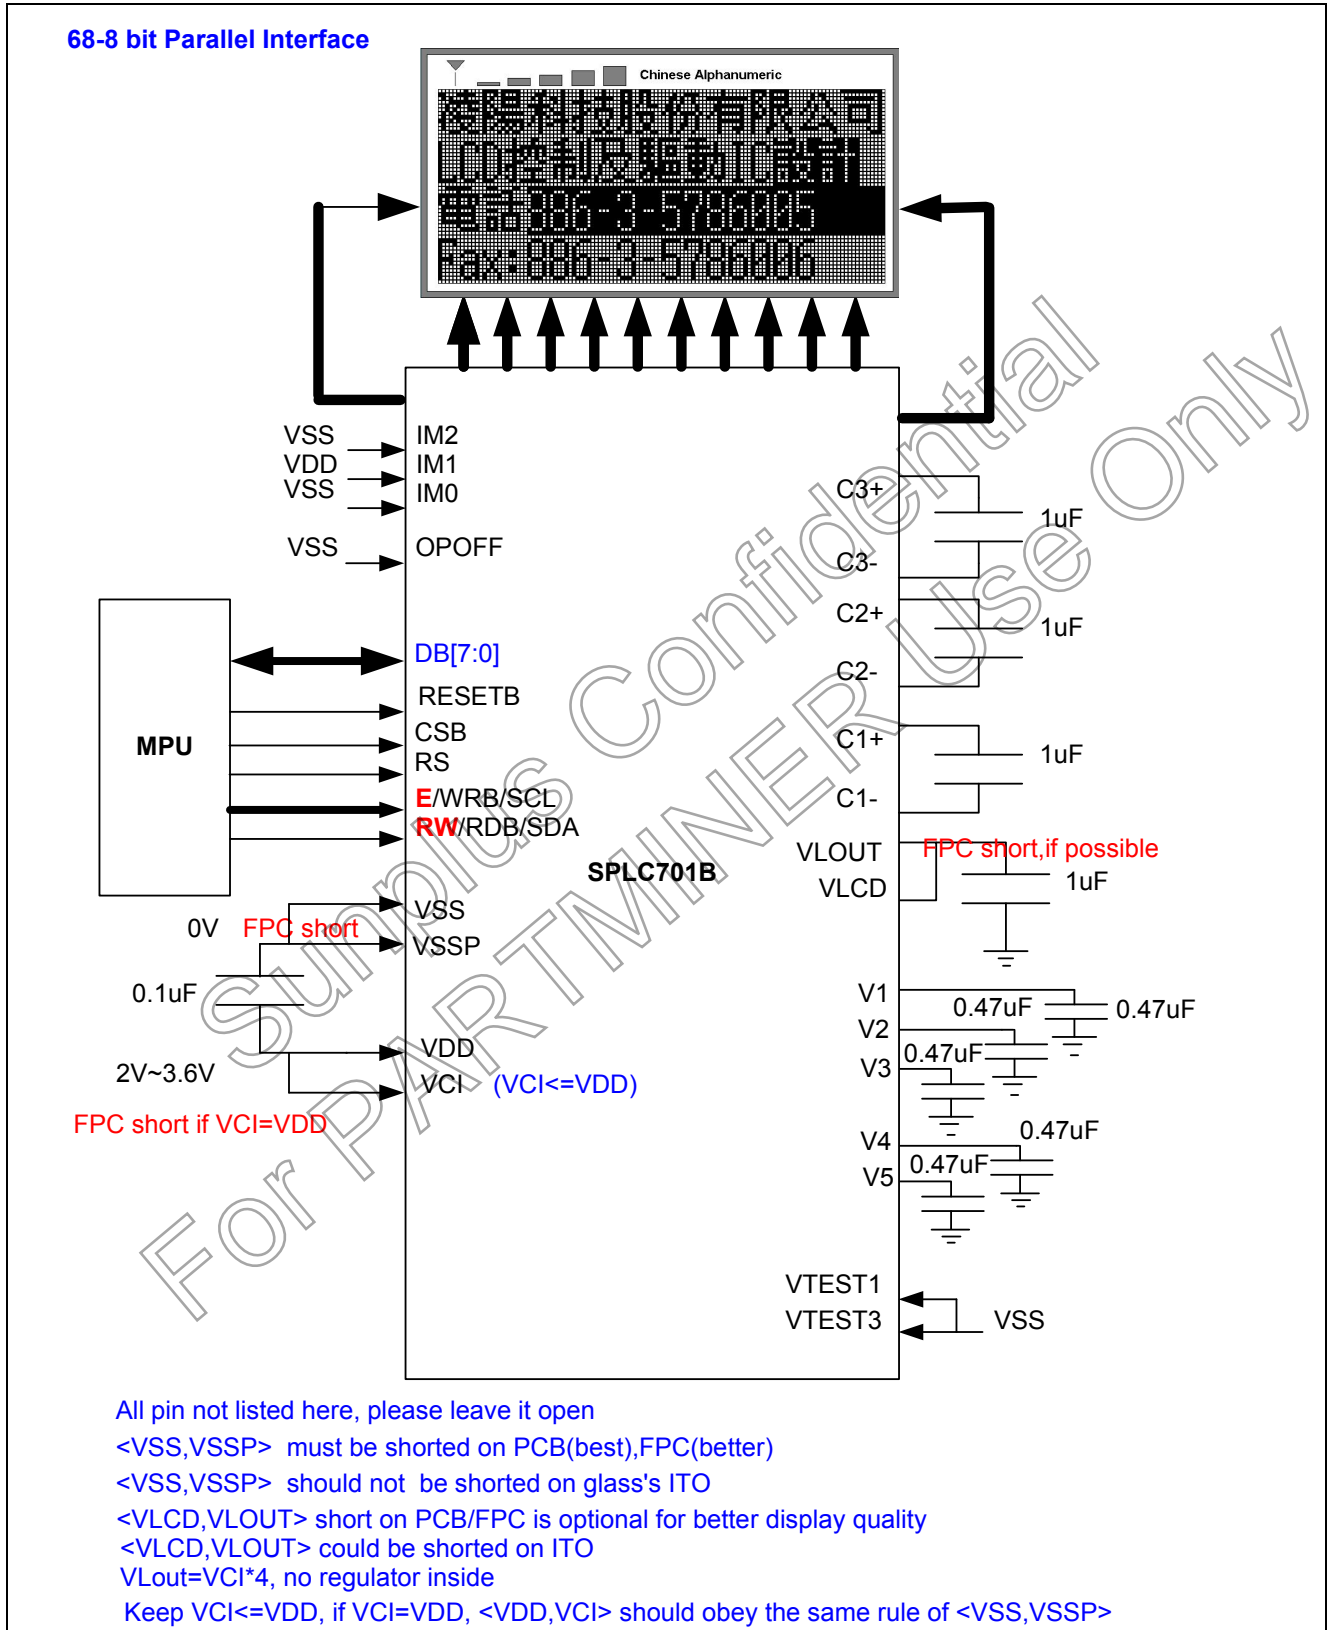 68-8 bit Parallel Interface
Chinese Alphanumeric
凌陽科技股份有限公司
LCD控制及驅動IC設計
電話886-3-5786005
Fax:886-3-5786006
VSS IM2
VDD IM1
VSS IM0
VSS OPOFF
C3+
1uF
C3-
C2+
1uF
C2-
DB[7:0]
RESETB
CSB
RS
MPU
E/WRB/SCL
RW/RDB/SDA
C1+
1uF
C1-
SPLC701B
VLOUT FPC short,if possible
VLCD 1uF
VSS
0V FPC short
VSSP
0.1uF
VDD
2V~3.6V
VCI (VCI<=VDD)
FPC short if VCI=VDD
V1 0.47uF 0.47uF
V2
V3 0.47uF
V4 0.47uF
V5 0.47uF
VTEST1
VTEST3 VSS
All pin not listed here, please leave it open
<VSS,VSSP> must be shorted on PCB(best),FPC(better)
<VSS,VSSP> should not be shorted on glass's ITO
<VLCD,VLOUT> short on PCB/FPC is optional for better display quality
<VLCD,VLOUT> could be shorted on ITO
VLout=VCI*4, no regulator inside
Keep VCI<=VDD, if VCI=VDD, <VDD,VCI> should obey the same rule of <VSS,VSSP>
Sunplus Confidential
For PARTMINER Use Only